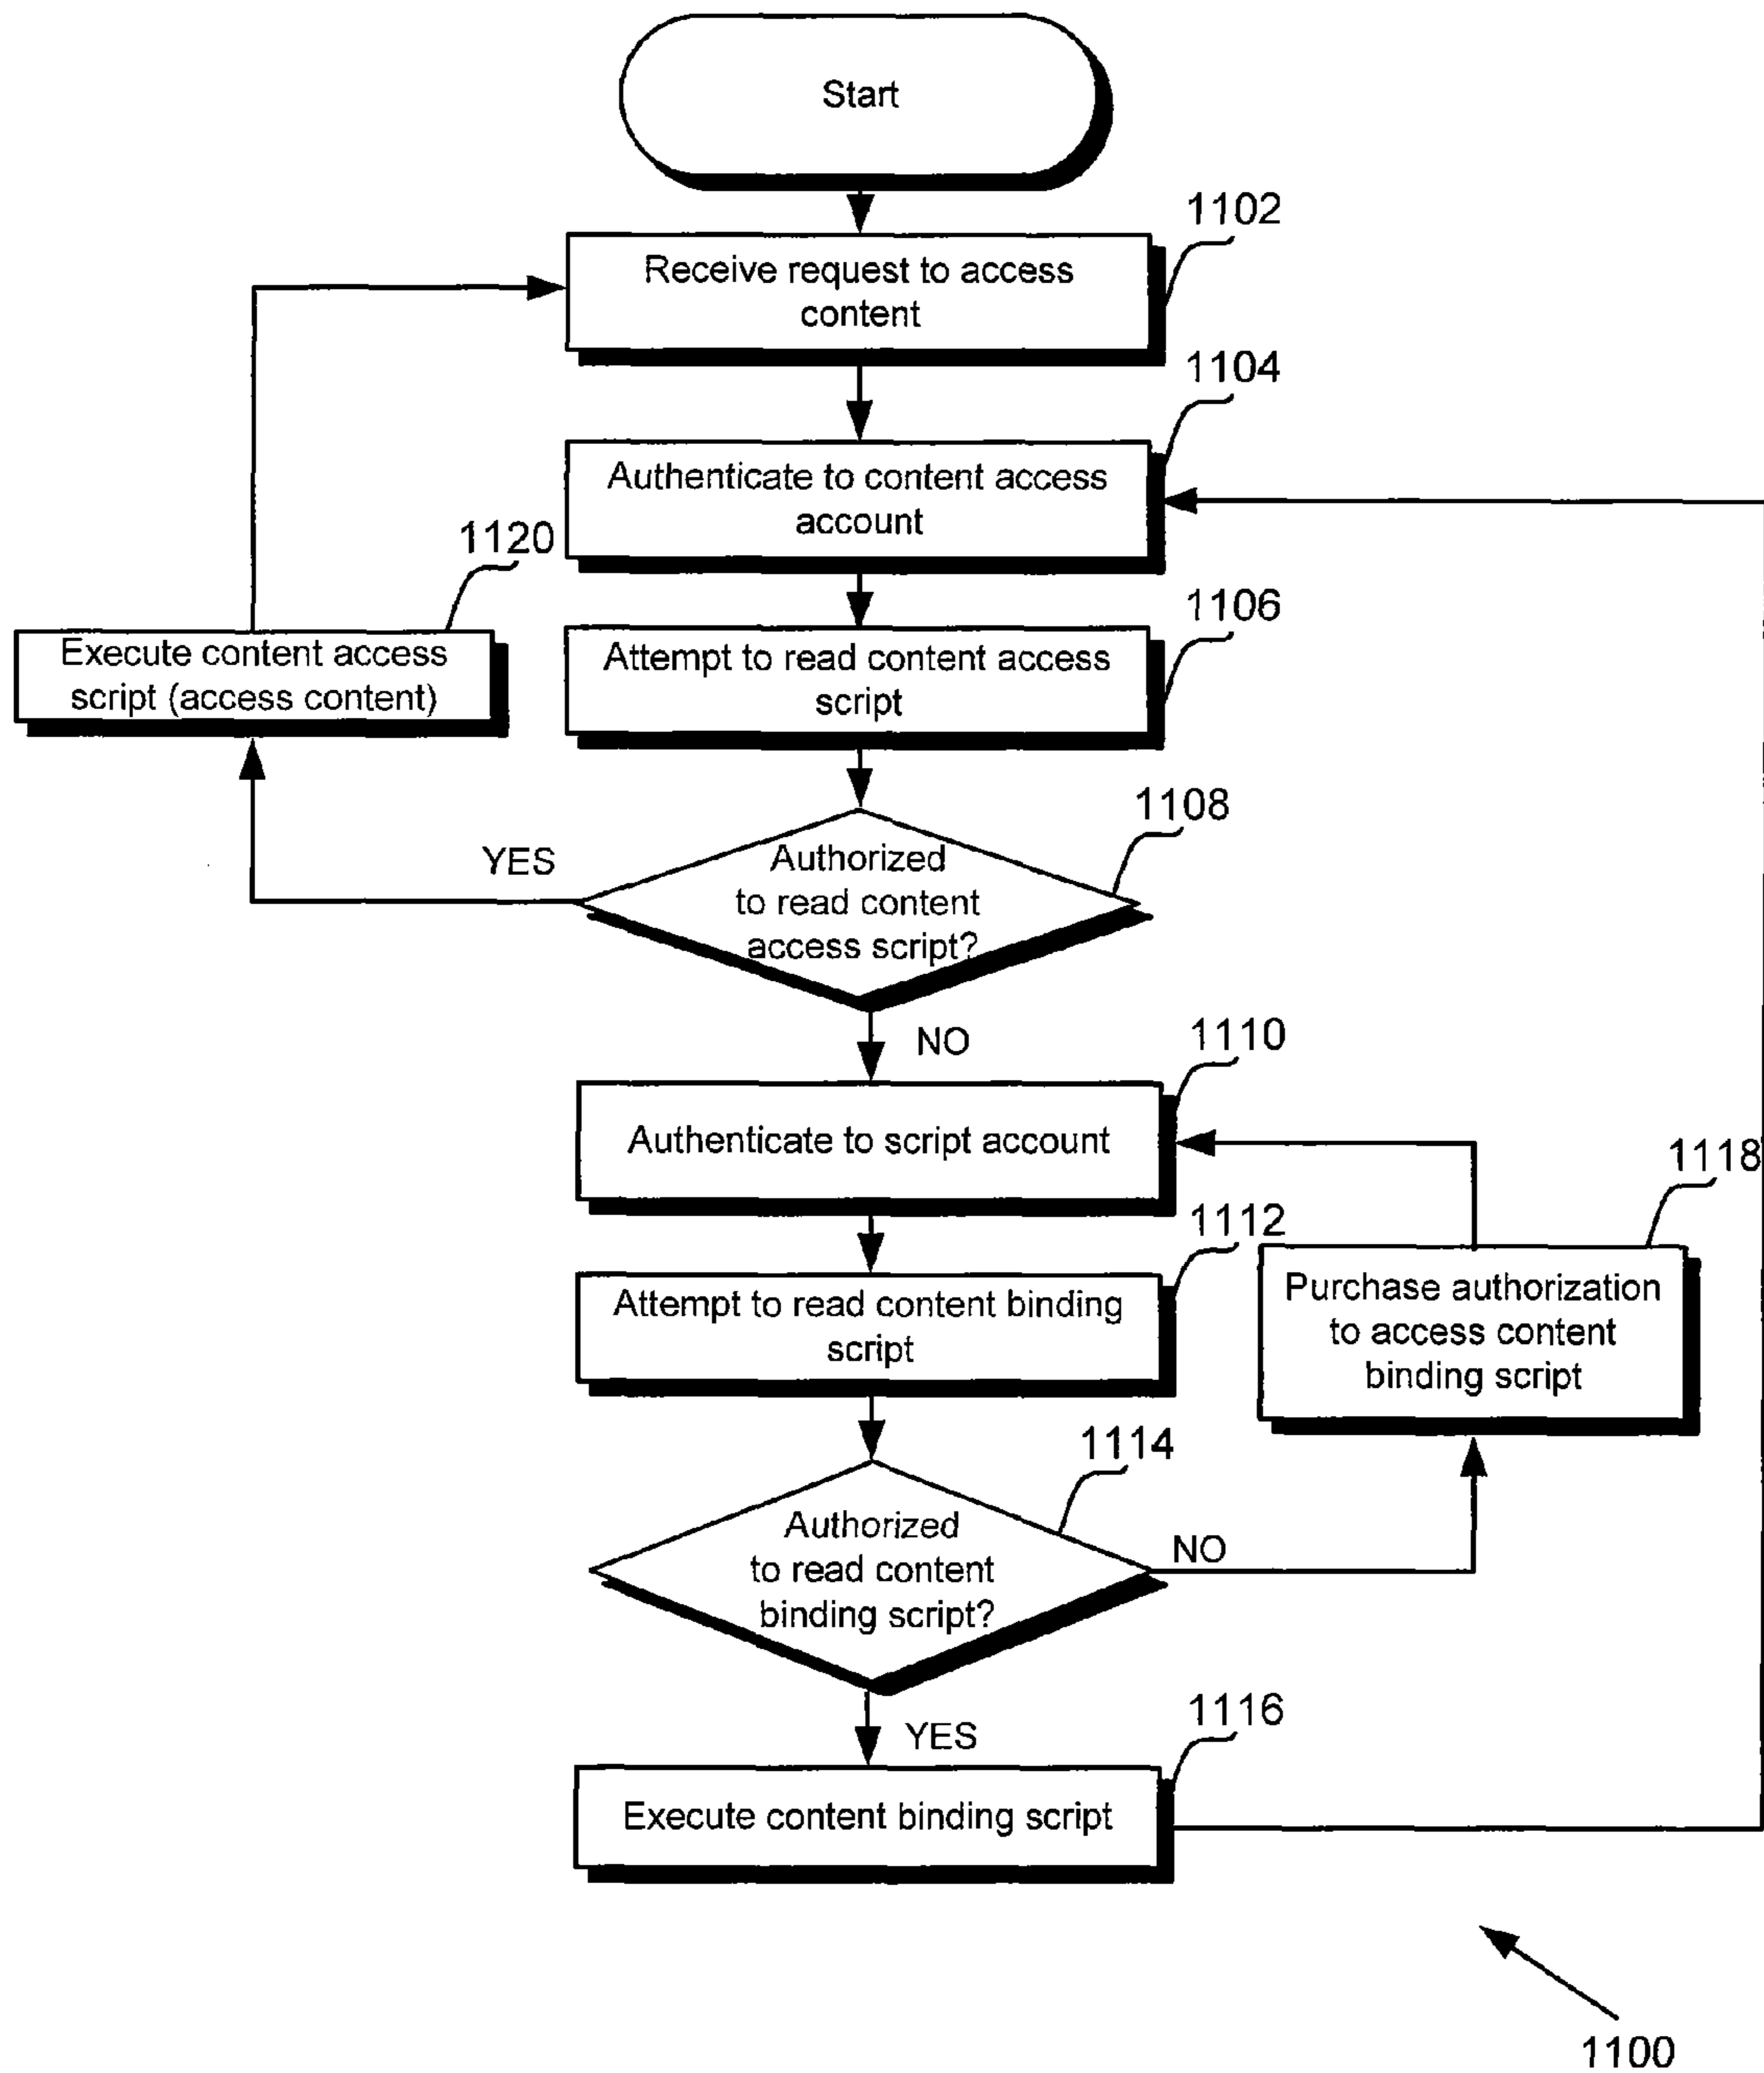 Start
1102
Receive request to access
content
1104
Authenticate to content access
account
1120
1106
Execute content access
script (access content)
Attempt to read content access
script
1108
YES
Authorized
to read content
access script?
NO
1110
Authenticate to script account
1118
1112
Attempt to read content binding
script
Purchase authorization
to access content
binding script
1114
Authorized
to read content
binding script?
NO
YES
1116
Execute content binding script
1100